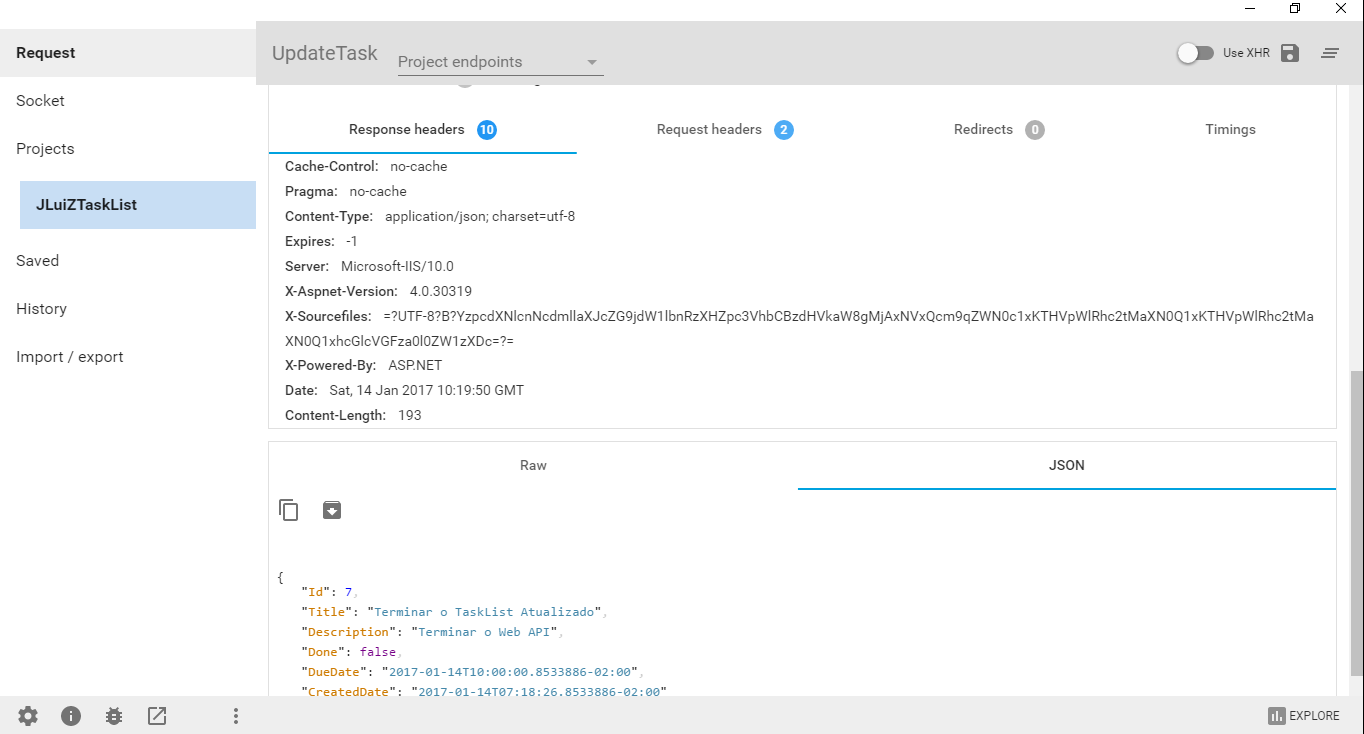 Request
Socket
Projects
JLuiZTaskList
Saved
History
Import / export
UpdateTask
Project endpoints
Use XHR
Response headers 10
Request headers 2
Redirects 0
Timings
Cache-Control: no-cache
Pragma: no-cache
Content-Type: application/json; charset=utf-8
Expires: -1
Server: Microsoft-IIS/10.0
X-Aspnet-Version: 4.0.30319
X-Sourcefiles: =?UTF-8?B?YzpcdXNlcnNcdmllaXJcZG9jdW1lbnRzXHZpc3VhbCBzdHVkaW8gMjAxNVxQcm9qZWN0c1xKTHVpWlRhc2tMaXN0Q1xKTHVpWlRhc2tMa
XN0Q1xhcGlcVGFza0l0ZW1zXDc=?=
X-Powered-By: ASP.NET
Date: Sat, 14 Jan 2017 10:19:50 GMT
Content-Length: 193
Raw
JSON
{
"Id": 7,
"Title": "Terminar o TaskList Atualizado",
"Description": "Terminar o Web API",
"Done": false,
"DueDate": "2017-01-14T10:00:00.8533886-02:00",
"CreatedDate": "2017-01-14T07:18:26.8533886-02:00"
EXPLORE